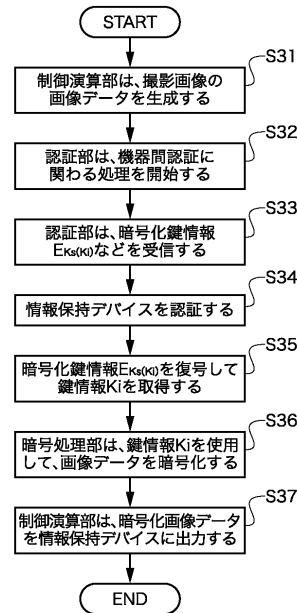 START
S31
制御演算部は、撮影画像の
画像データを生成する
S32
認証部は、機器間認証に
関わる処理を開始する
S33
認証部は、暗号化鍵情報
EKs(Ki)などを受信する
S34
情報保持デバイスを認証する
S35
暗号化鍵情報EKs(Ki)を復号して
鍵情報Kiを取得する
S36
暗号処理部は、鍵情報Kiを使用
して、画像データを暗号化する
S37
制御演算部は、暗号化画像データ
を情報保持デバイスに出力する
END